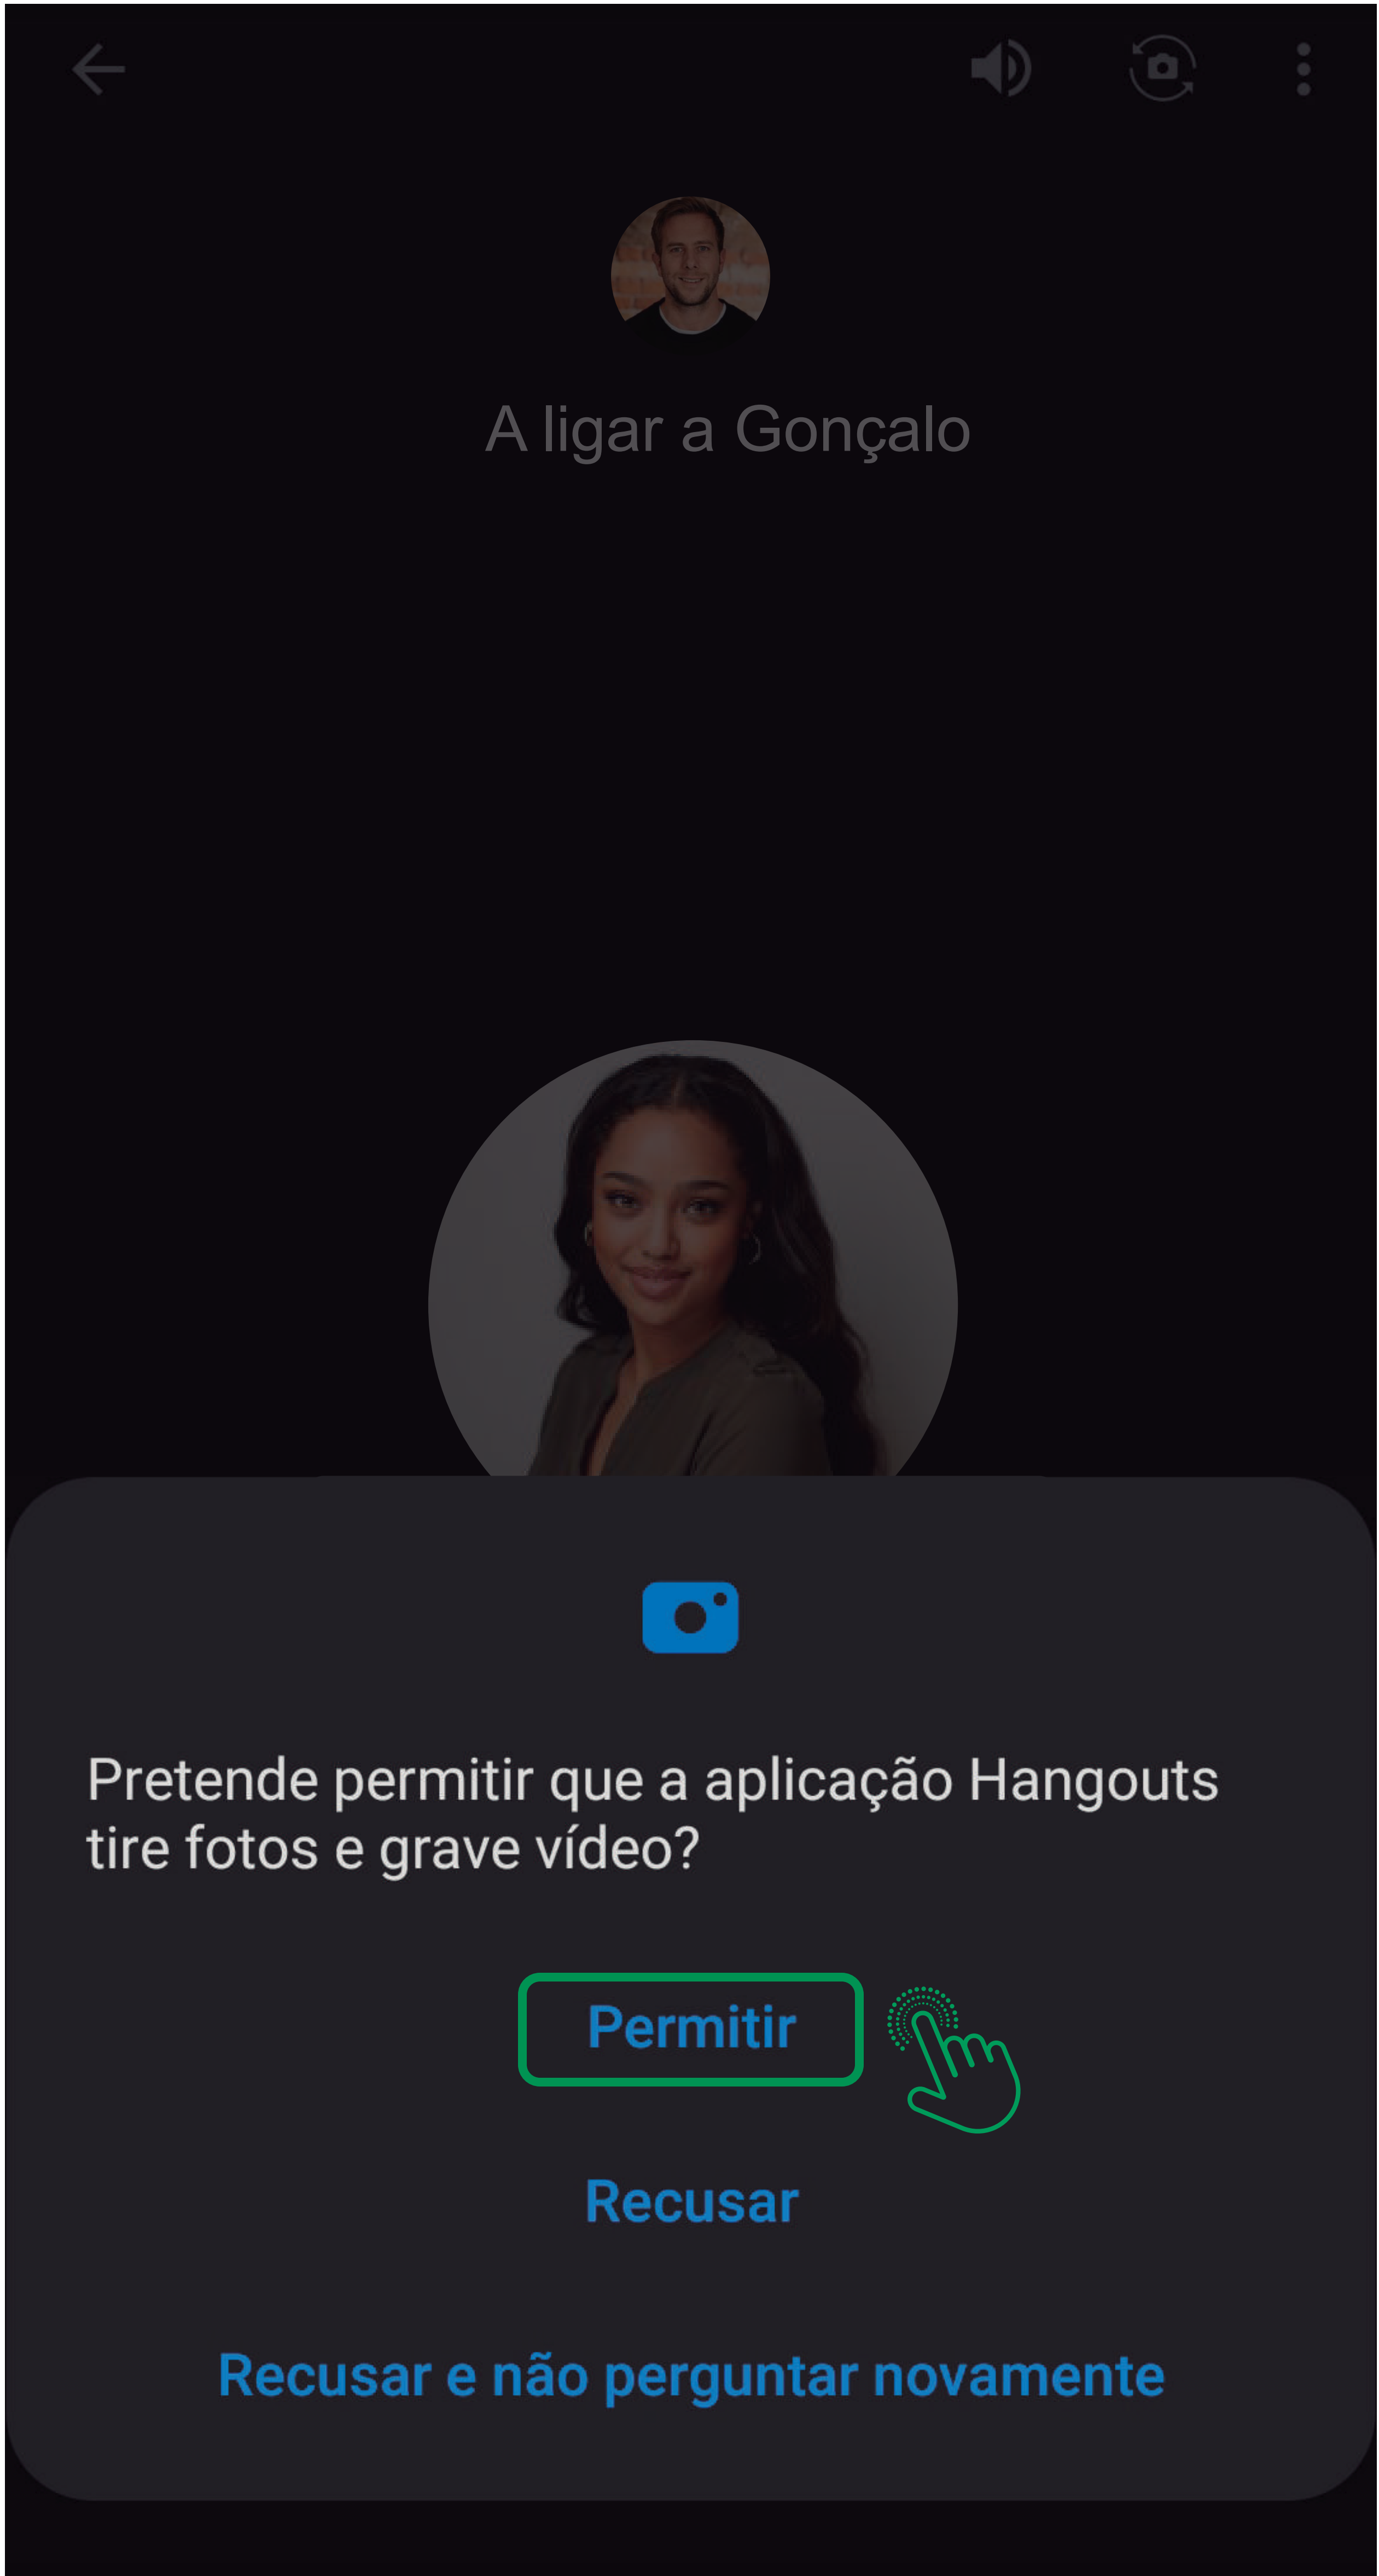 A ligar a Gonçalo
Pretende permitir que a aplicação Hangouts
tire fotos e grave vídeo?
Permitir
Recusar
Recusar e não perguntar novamente